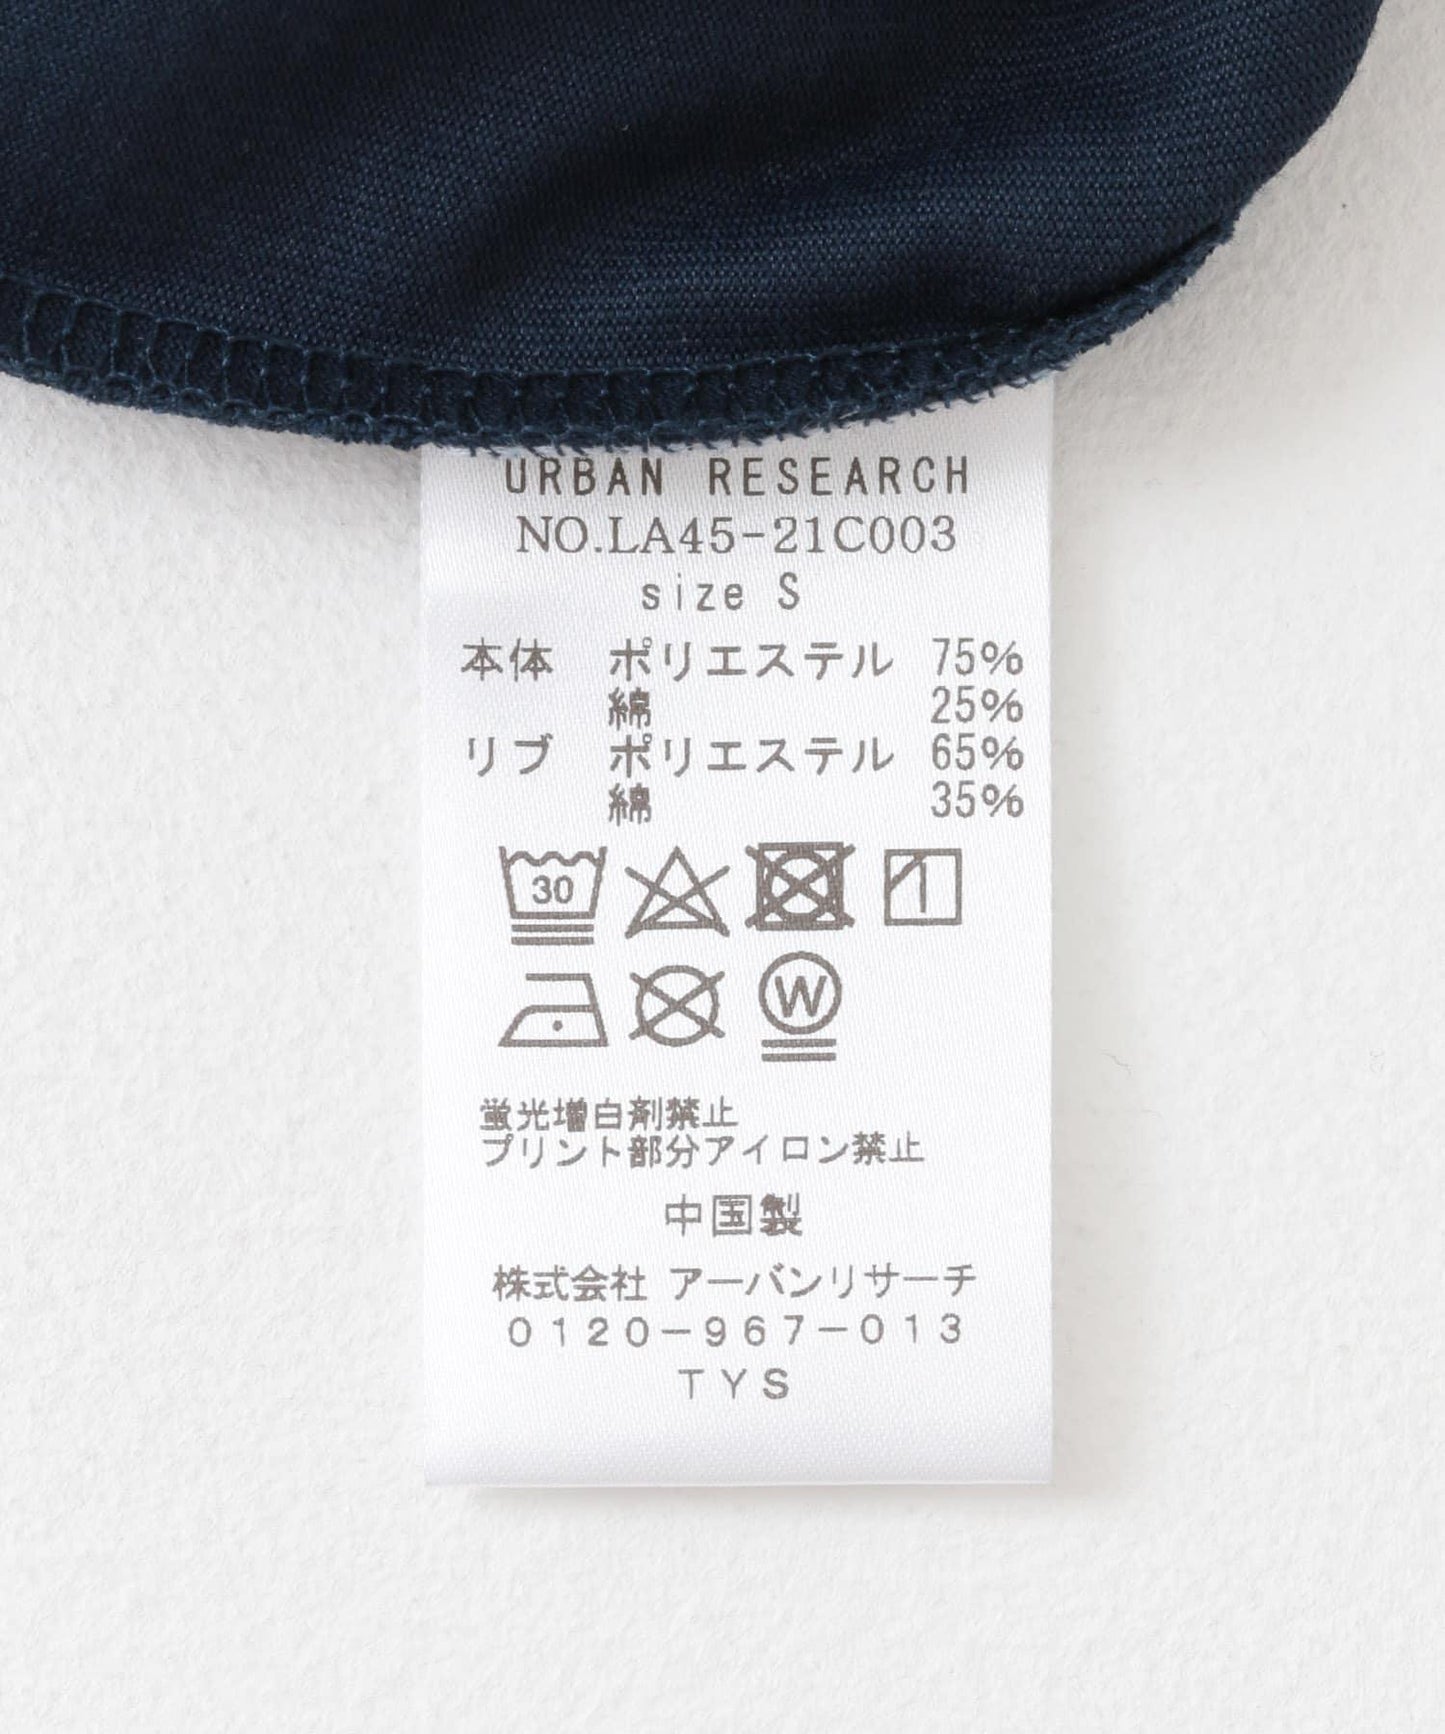 URBAN RESEARCH
NO.LA45-21C003
size S
本体 ポリエステル 75%
綿 25%
リブ ポリエステル 65%
綿 35%
30
W
蛍光増白剤禁止
プリント部分アイロン禁止
中国製
株式会社 アーバンリサーチ
0120-967-013
TYS